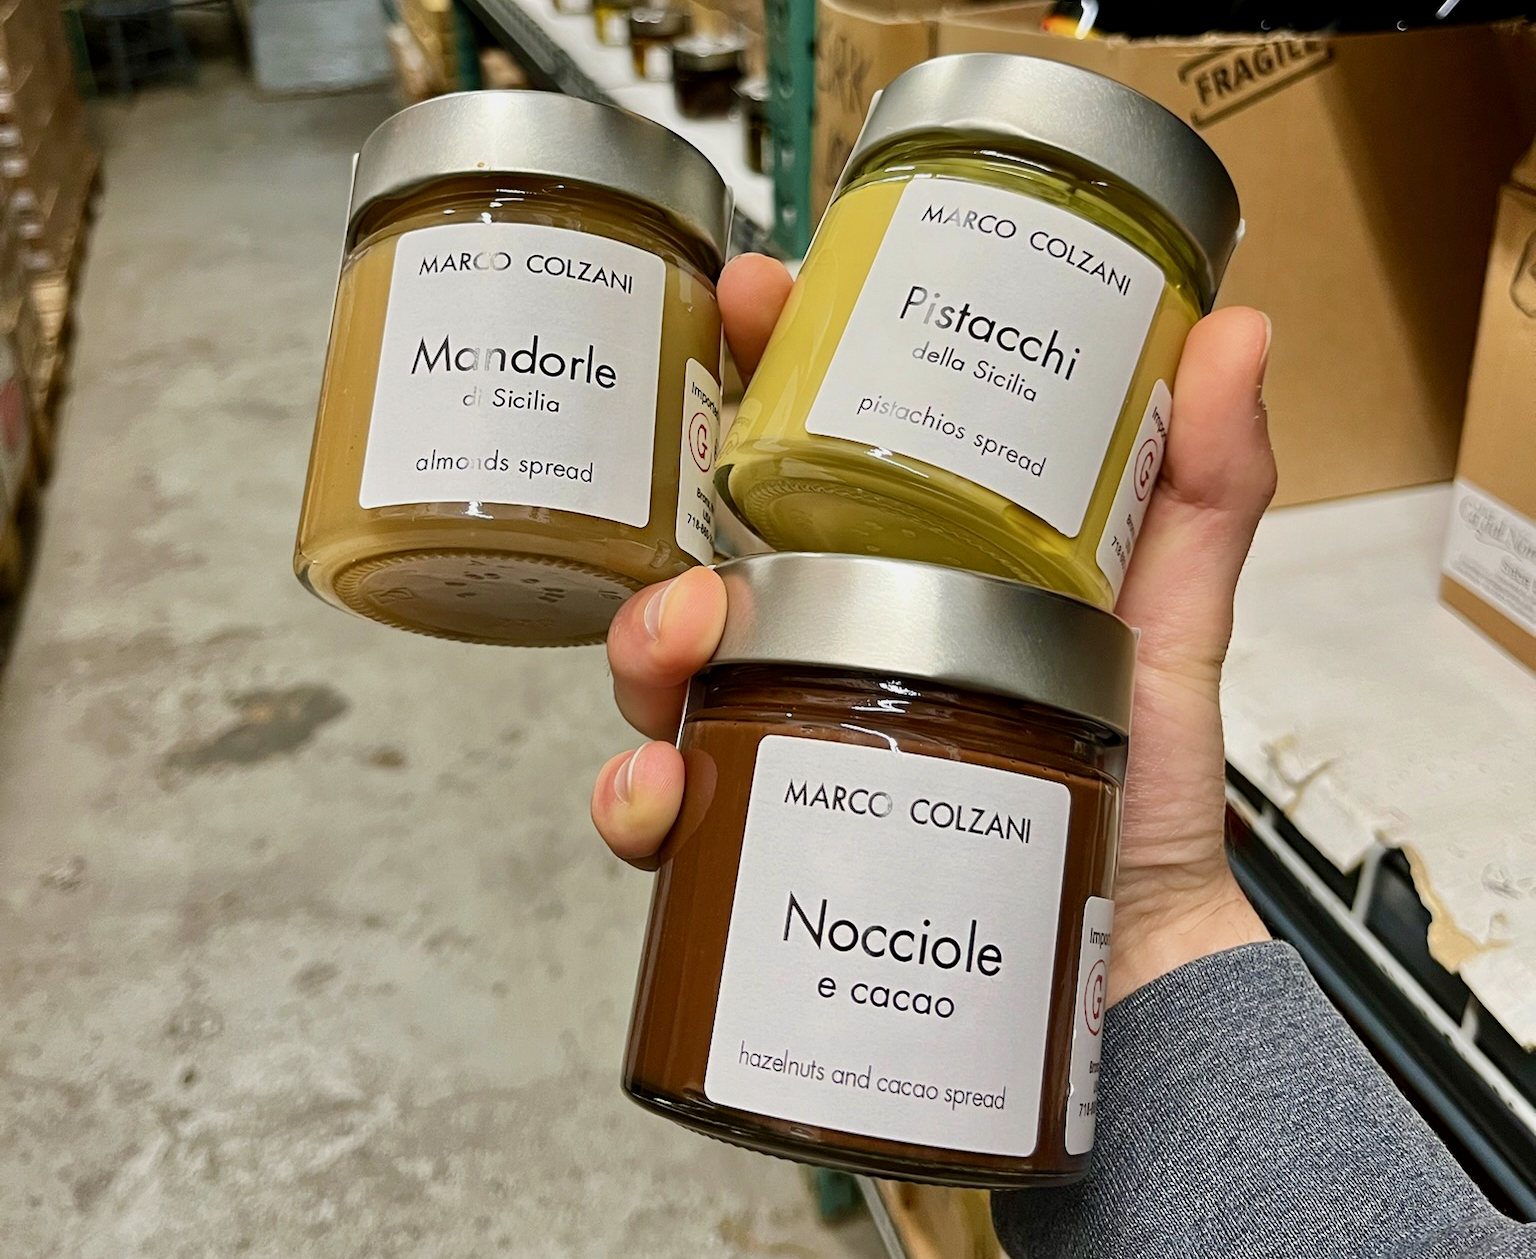 FRAGILE
MARCO COLZANI
Mandorle
di Sicilia
almonds spread
MARCO COLZANI
Pistacchi
della Sicilia
pistachios spread
G
G
USA
MARCO COLZANI
Nocciole
e cacao
hazelnuts and cacao spread
G